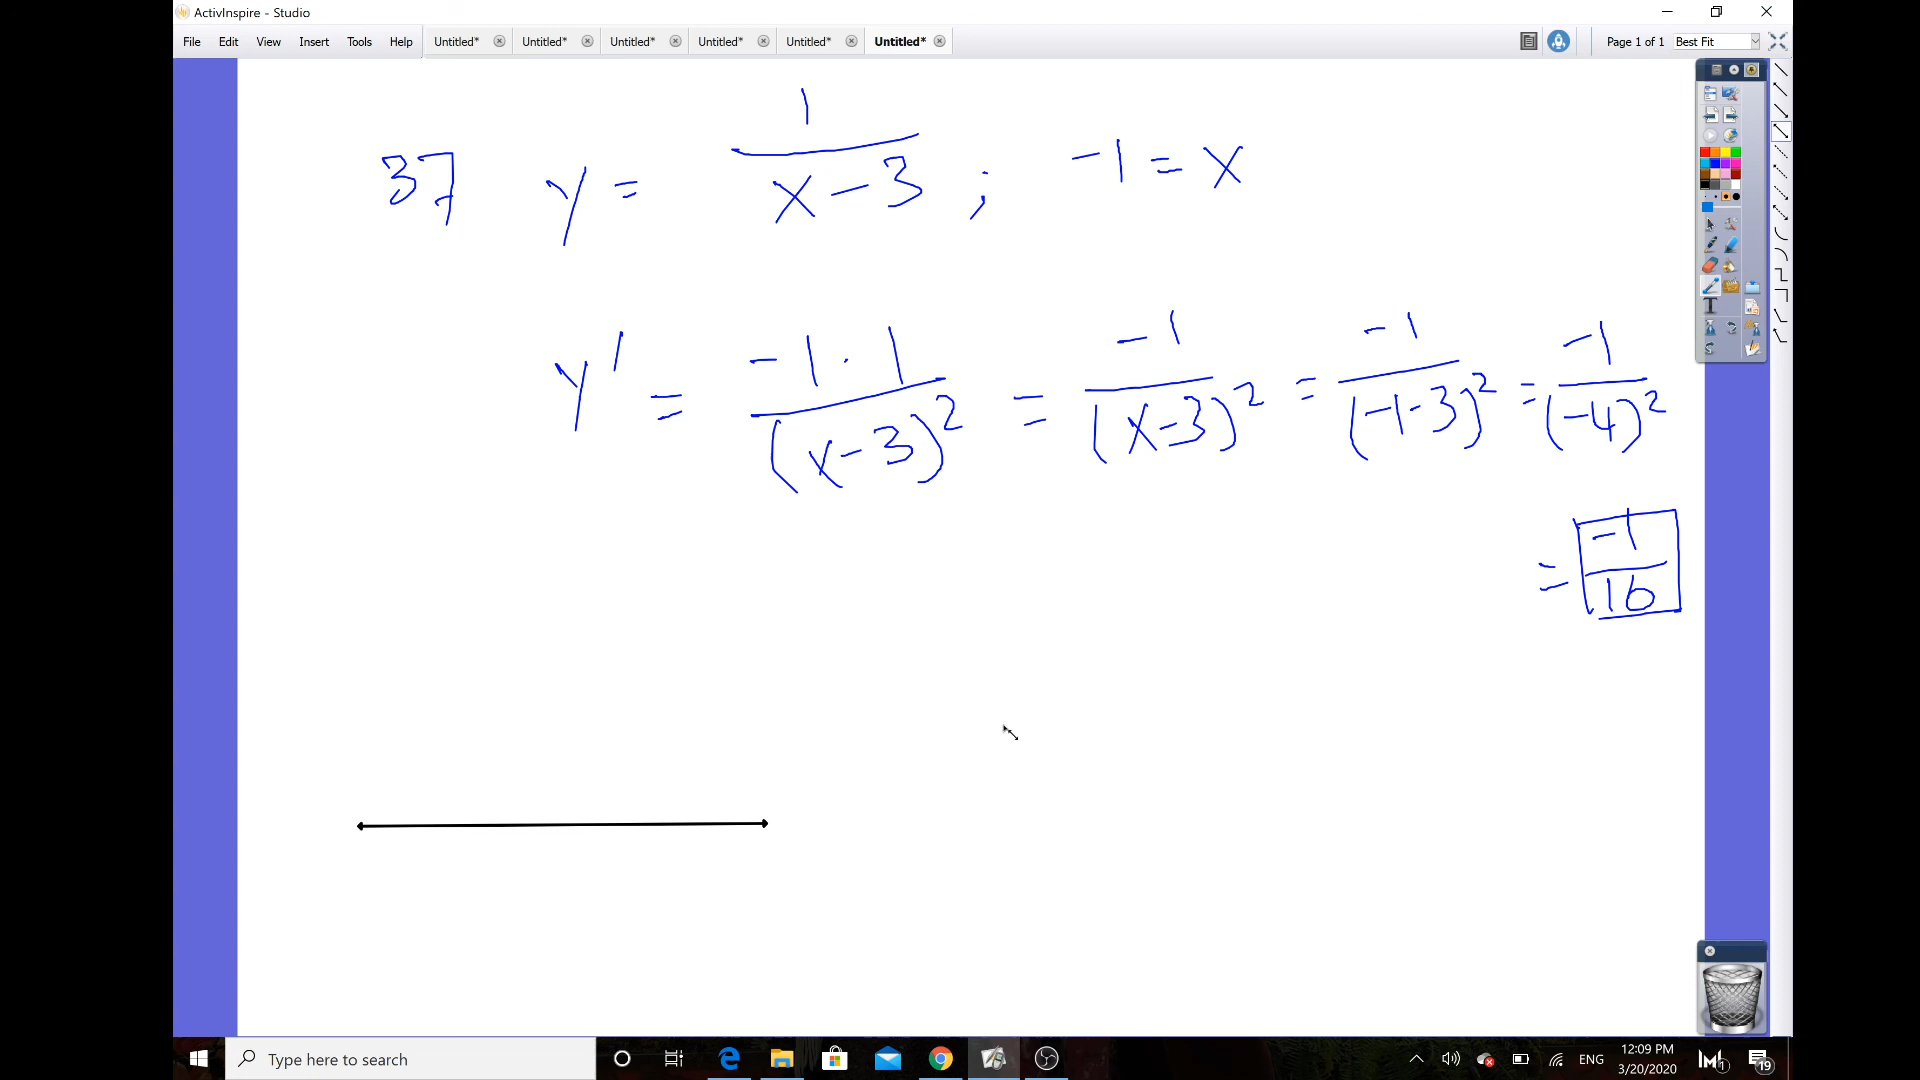 ActivInspire - Studio
File Edit View Insert Tools Help Untitled* Untitled* Untitled* Untitled* Untitled* Untitled* Page 1 of 1 Best Fit
37 y = 1/(x-3) ; -1 = x
y' = (-1·1)/(x-3)² = -1/(x-3)² = -1/(-1-3)² = -1/(-4)²
= -1/16
Type here to search
ENG 12:09 PM
3/20/2020
1
19